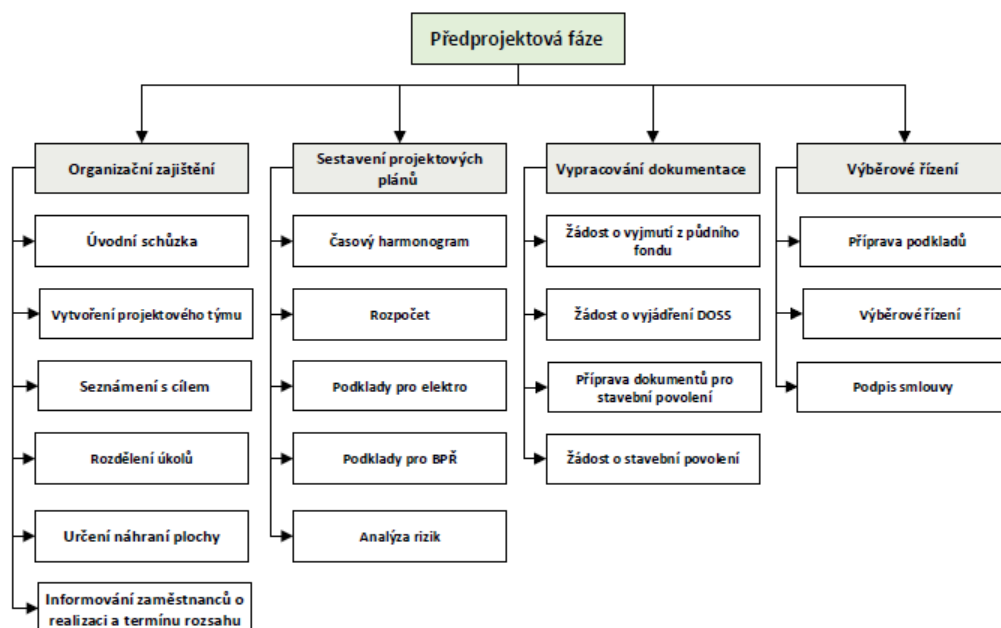 Předprojektová fáze
Organizační zajištění
Úvodní schůzka
Vytvoření projektového týmu
Seznámení s cílem
Rozdělení úkolů
Určení náhraní plochy
Informování zaměstnanců o
realizaci a termínu rozsahu
Sestavení projektových
plánů
Časový harmonogram
Rozpočet
Podklady pro elektro
Podklady pro BPŘ
Analýza rizik
Vypracování dokumentace
Žádost o vyjmutí z půdního
fondu
Žádost o vyjádření DOSS
Příprava dokumentů pro
stavební povolení
Žádost o stavební povolení
Výběrové řízení
Příprava podkladů
Výběrové řízení
Podpis smlouvy